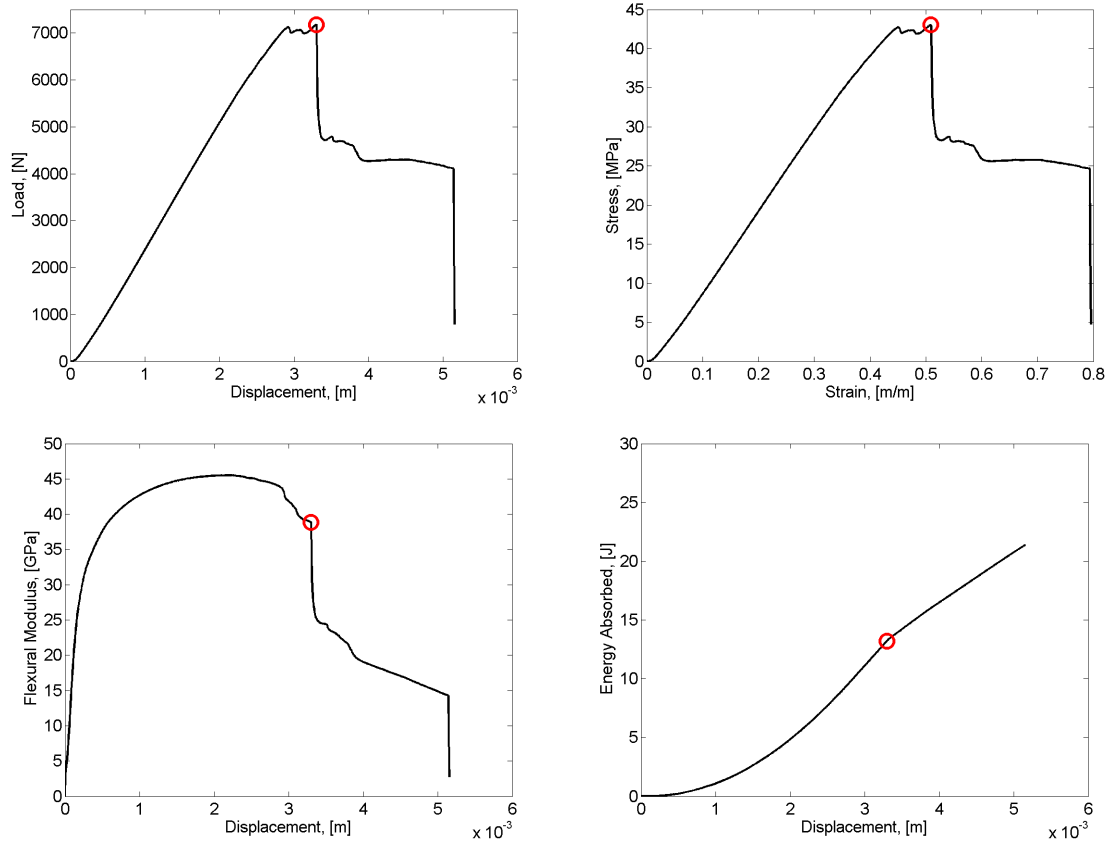 7000
6000
5000
4000
3000
2000
1000
0
Load, [N]
0 1 2 3 4 5 6
Displacement, [m]
x 10⁻³
45
40
35
30
25
20
15
10
5
0
Stress, [MPa]
0 0.1 0.2 0.3 0.4 0.5 0.6 0.7 0.8
Strain, [m/m]
50
45
40
35
30
25
20
15
10
5
0
Flexural Modulus, [GPa]
0 1 2 3 4 5 6
Displacement, [m]
x 10⁻³
30
25
20
15
10
5
0
Energy Absorbed, [J]
0 1 2 3 4 5 6
Displacement, [m]
x 10⁻³